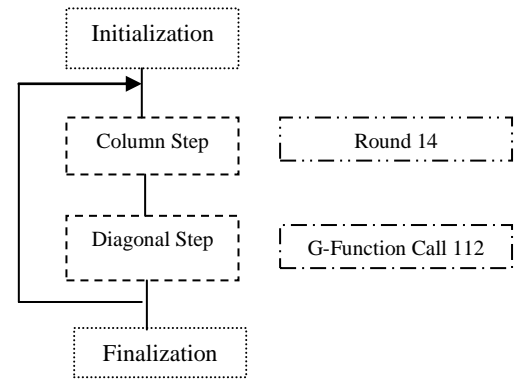 Initialization
Column Step
Round 14
Diagonal Step
G-Function Call 112
Finalization